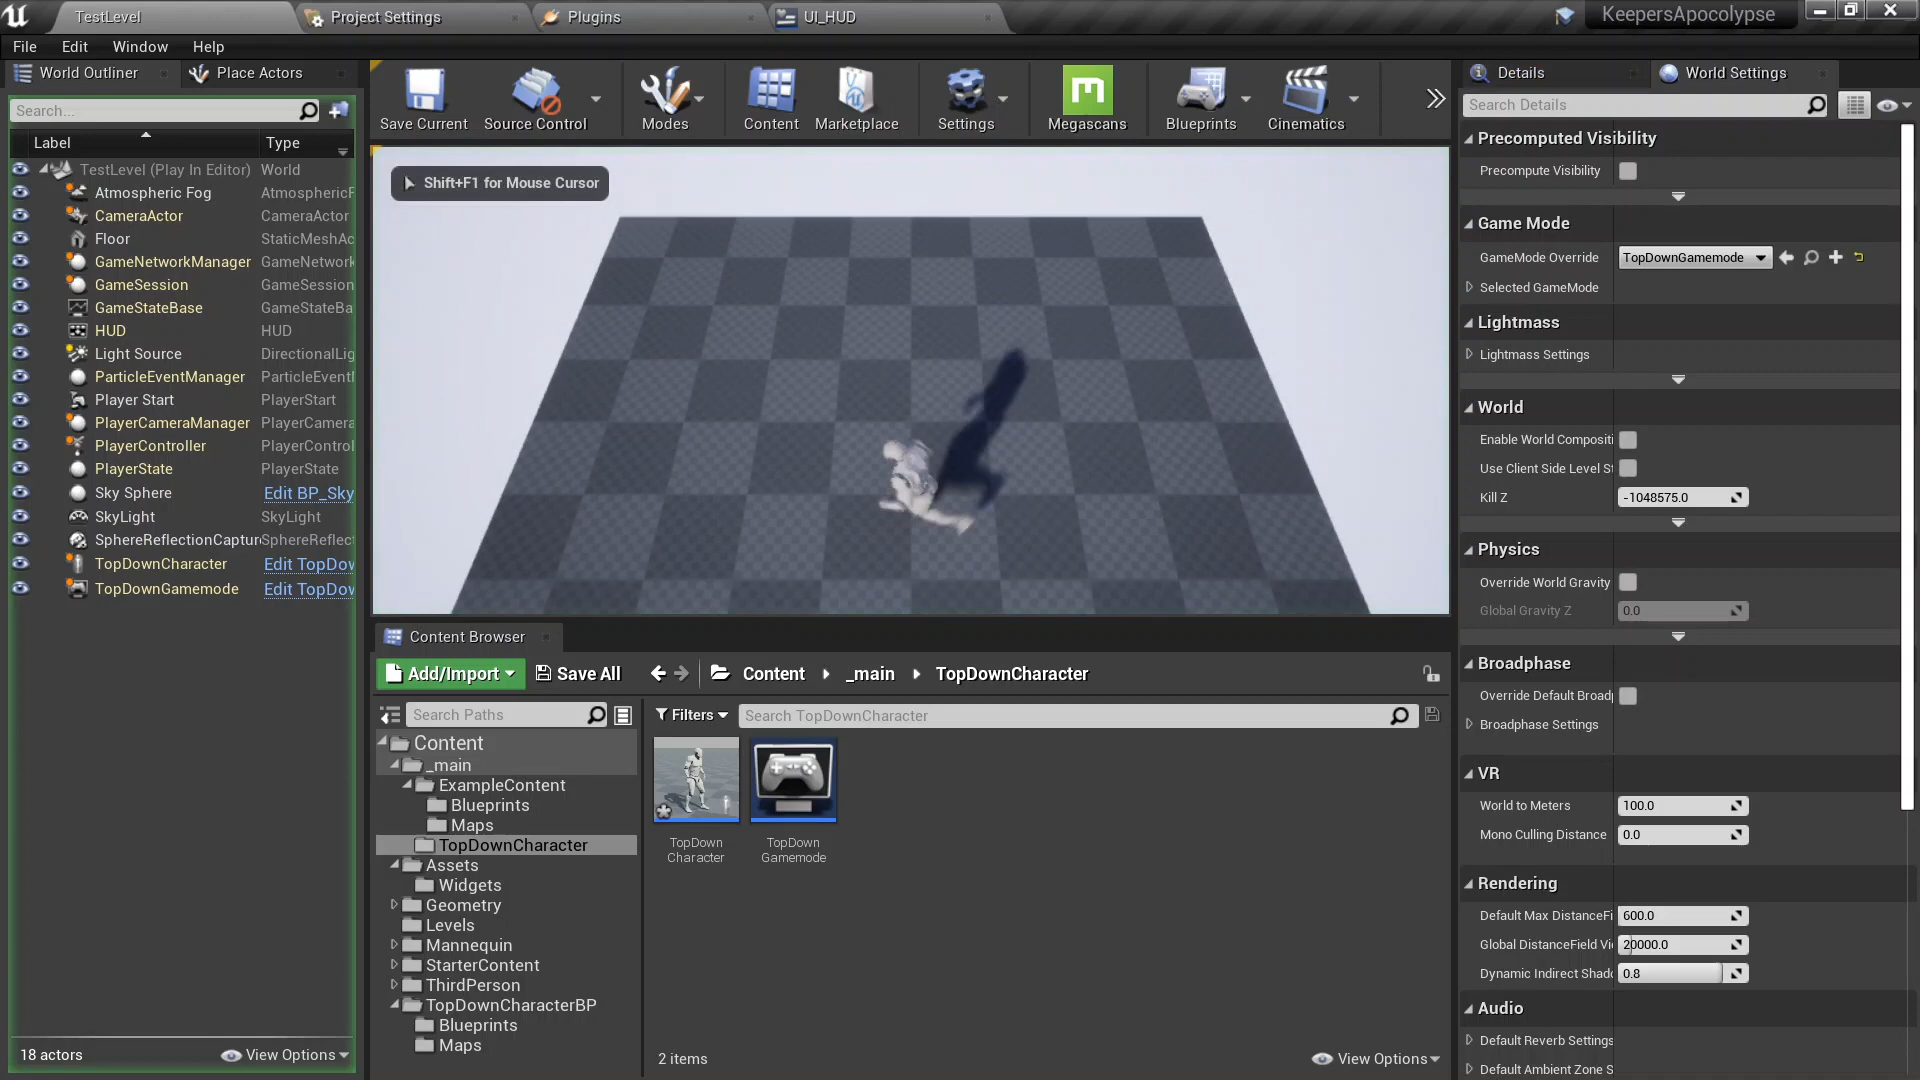 TestLevel
Project Settings
Plugins
UI_HUD
KeepersApocolypse
File
Edit
Window
Help
World Outliner
Place Actors
Search...
Label
Type
TestLevel (Play In Editor) World
Atmospheric Fog AtmosphericF
CameraActor CameraActor
Floor StaticMeshAc
GameNetworkManager GameNetwork
GameSession GameSession
GameStateBase GameStateBa
HUD HUD
Light Source DirectionalLig
ParticleEventManager ParticleEventM
Player Start PlayerStart
PlayerCameraManager PlayerCamera
PlayerController PlayerControl
PlayerState PlayerState
Sky Sphere Edit BP_Sky
SkyLight SkyLight
SphereReflectionCapture SphereReflect
TopDownCharacter Edit TopDow
TopDownGamemode Edit TopDow
18 actors
View Options
Save Current
Source Control
Modes
Content
Marketplace
Settings
Megascans
Blueprints
Cinematics
Shift+F1 for Mouse Cursor
Content Browser
Add/Import
Save All
Content
_main
TopDownCharacter
Search Paths
Filters
Search TopDownCharacter
Content
_main
ExampleContent
Blueprints
Maps
TopDownCharacter
Assets
Widgets
Geometry
Levels
Mannequin
StarterContent
ThirdPerson
TopDownCharacterBP
Blueprints
Maps
TopDown
Character
TopDown
Gamemode
2 items
View Options
Details
World Settings
Search Details
Precomputed Visibility
Precompute Visibility
Game Mode
GameMode Override TopDownGamemode
Selected GameMode
Lightmass
Lightmass Settings
World
Enable World Compositi
Use Client Side Level St
Kill Z -1048575.0
Physics
Override World Gravity
Global Gravity Z 0.0
Broadphase
Override Default Broadp
Broadphase Settings
VR
World to Meters 100.0
Mono Culling Distance 0.0
Rendering
Default Max DistanceFi 600.0
Global DistanceField Vi 20000.0
Dynamic Indirect Shado 0.8
Audio
Default Reverb Settings
Default Ambient Zone S